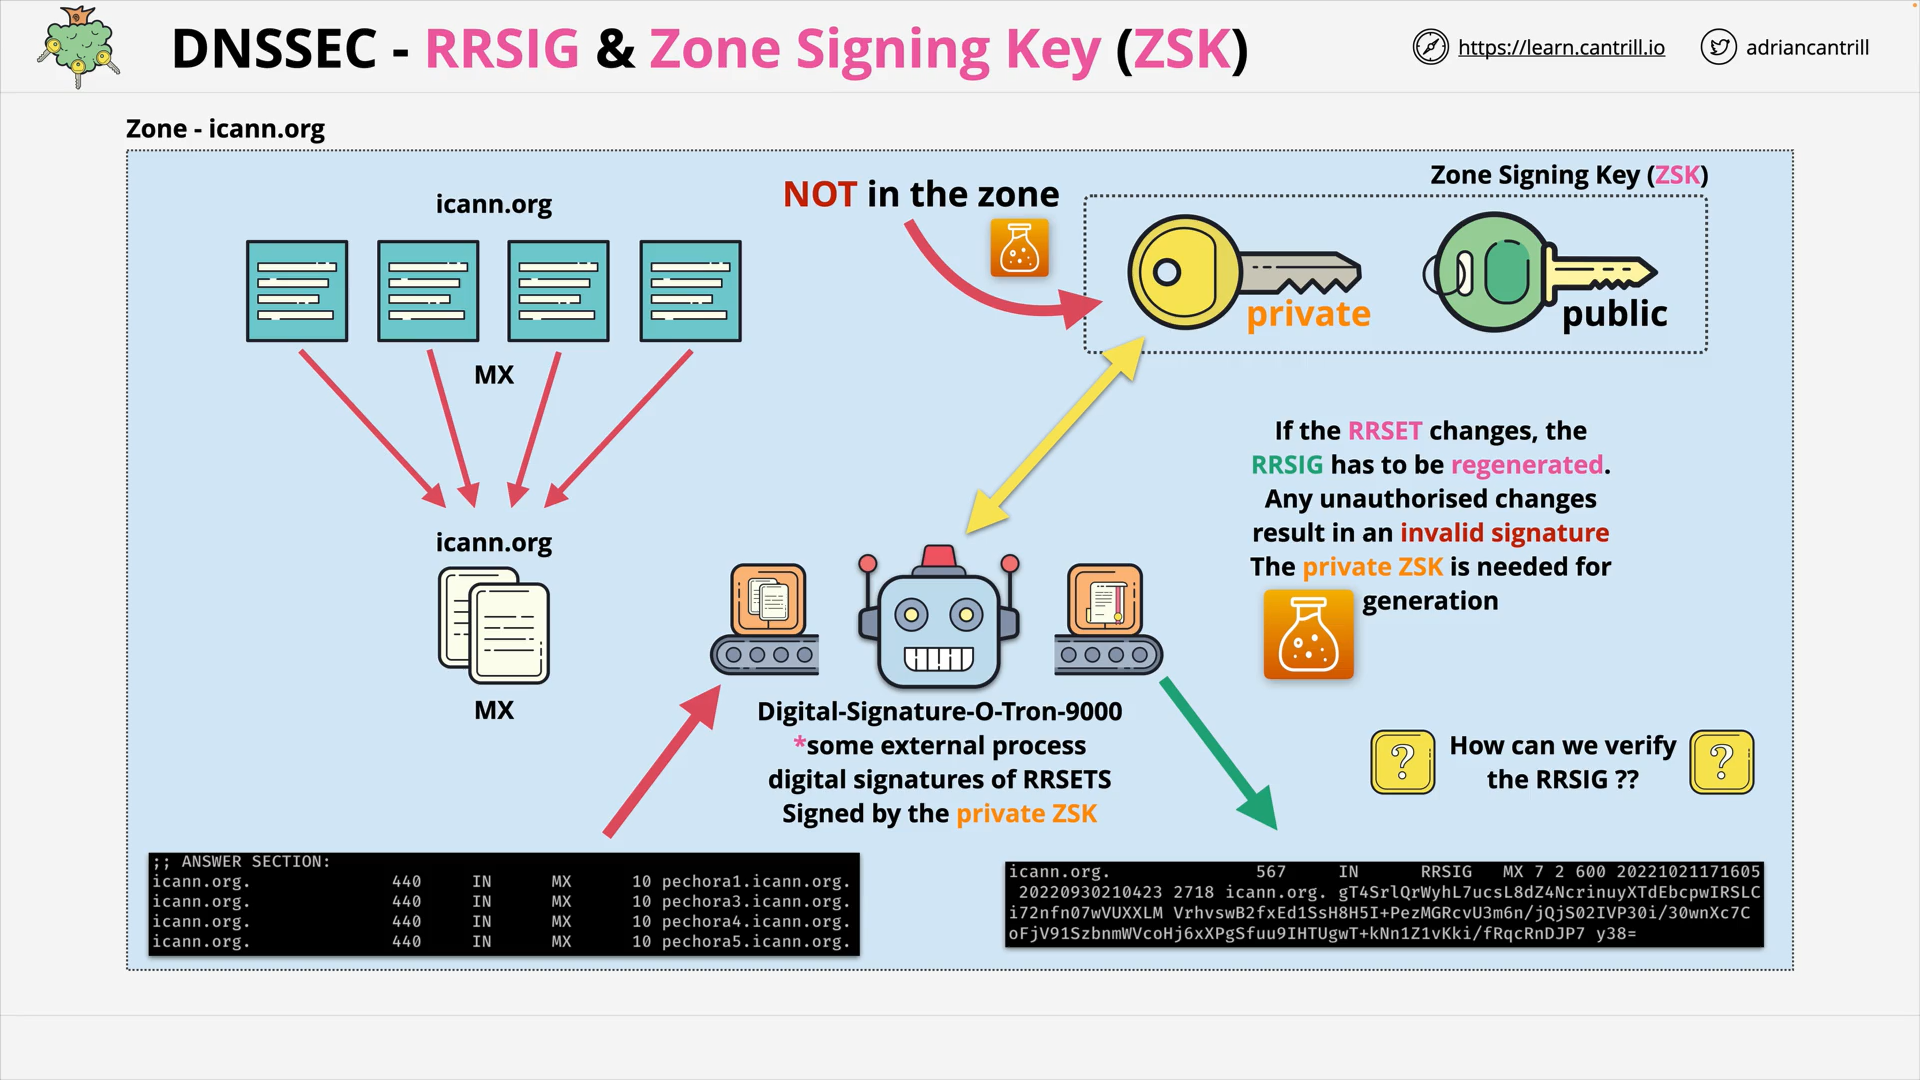 DNSSEC - RRSIG & Zone Signing Key (ZSK)
https://learn.cantrill.io
adriancantrill
Zone - icann.org
icann.org
MX
icann.org
MX
NOT in the zone
Zone Signing Key (ZSK)
private
public
If the RRSET changes, the
RRSIG has to be regenerated.
Any unauthorised changes
result in an invalid signature
The private ZSK is needed for
generation
Digital-Signature-O-Tron-9000
*some external process
digital signatures of RRSETS
Signed by the private ZSK
? How can we verify ?
the RRSIG ??
;; ANSWER SECTION:
icann.org. 440 IN MX 10 pechora1.icann.org.
icann.org. 440 IN MX 10 pechora3.icann.org.
icann.org. 440 IN MX 10 pechora4.icann.org.
icann.org. 440 IN MX 10 pechora5.icann.org.
icann.org. 567 IN RRSIG MX 7 2 600 20221021171605
20220930210423 2718 icann.org. gT4SrlQrWyhL7ucsL8dZ4NcrinuyXTdEbcpwIRSLC
i72nfn07wVUXXLM VrhvswB2fxEd1SsH8H5I+PezMGRcvU3m6n/jQjS02IVP30i/30wnXc7C
oFjV91SzbnmWVcoHj6xXPgSfuu9IHTUgwT+kNn1Z1vKki/fRqcRnDJP7 y38=